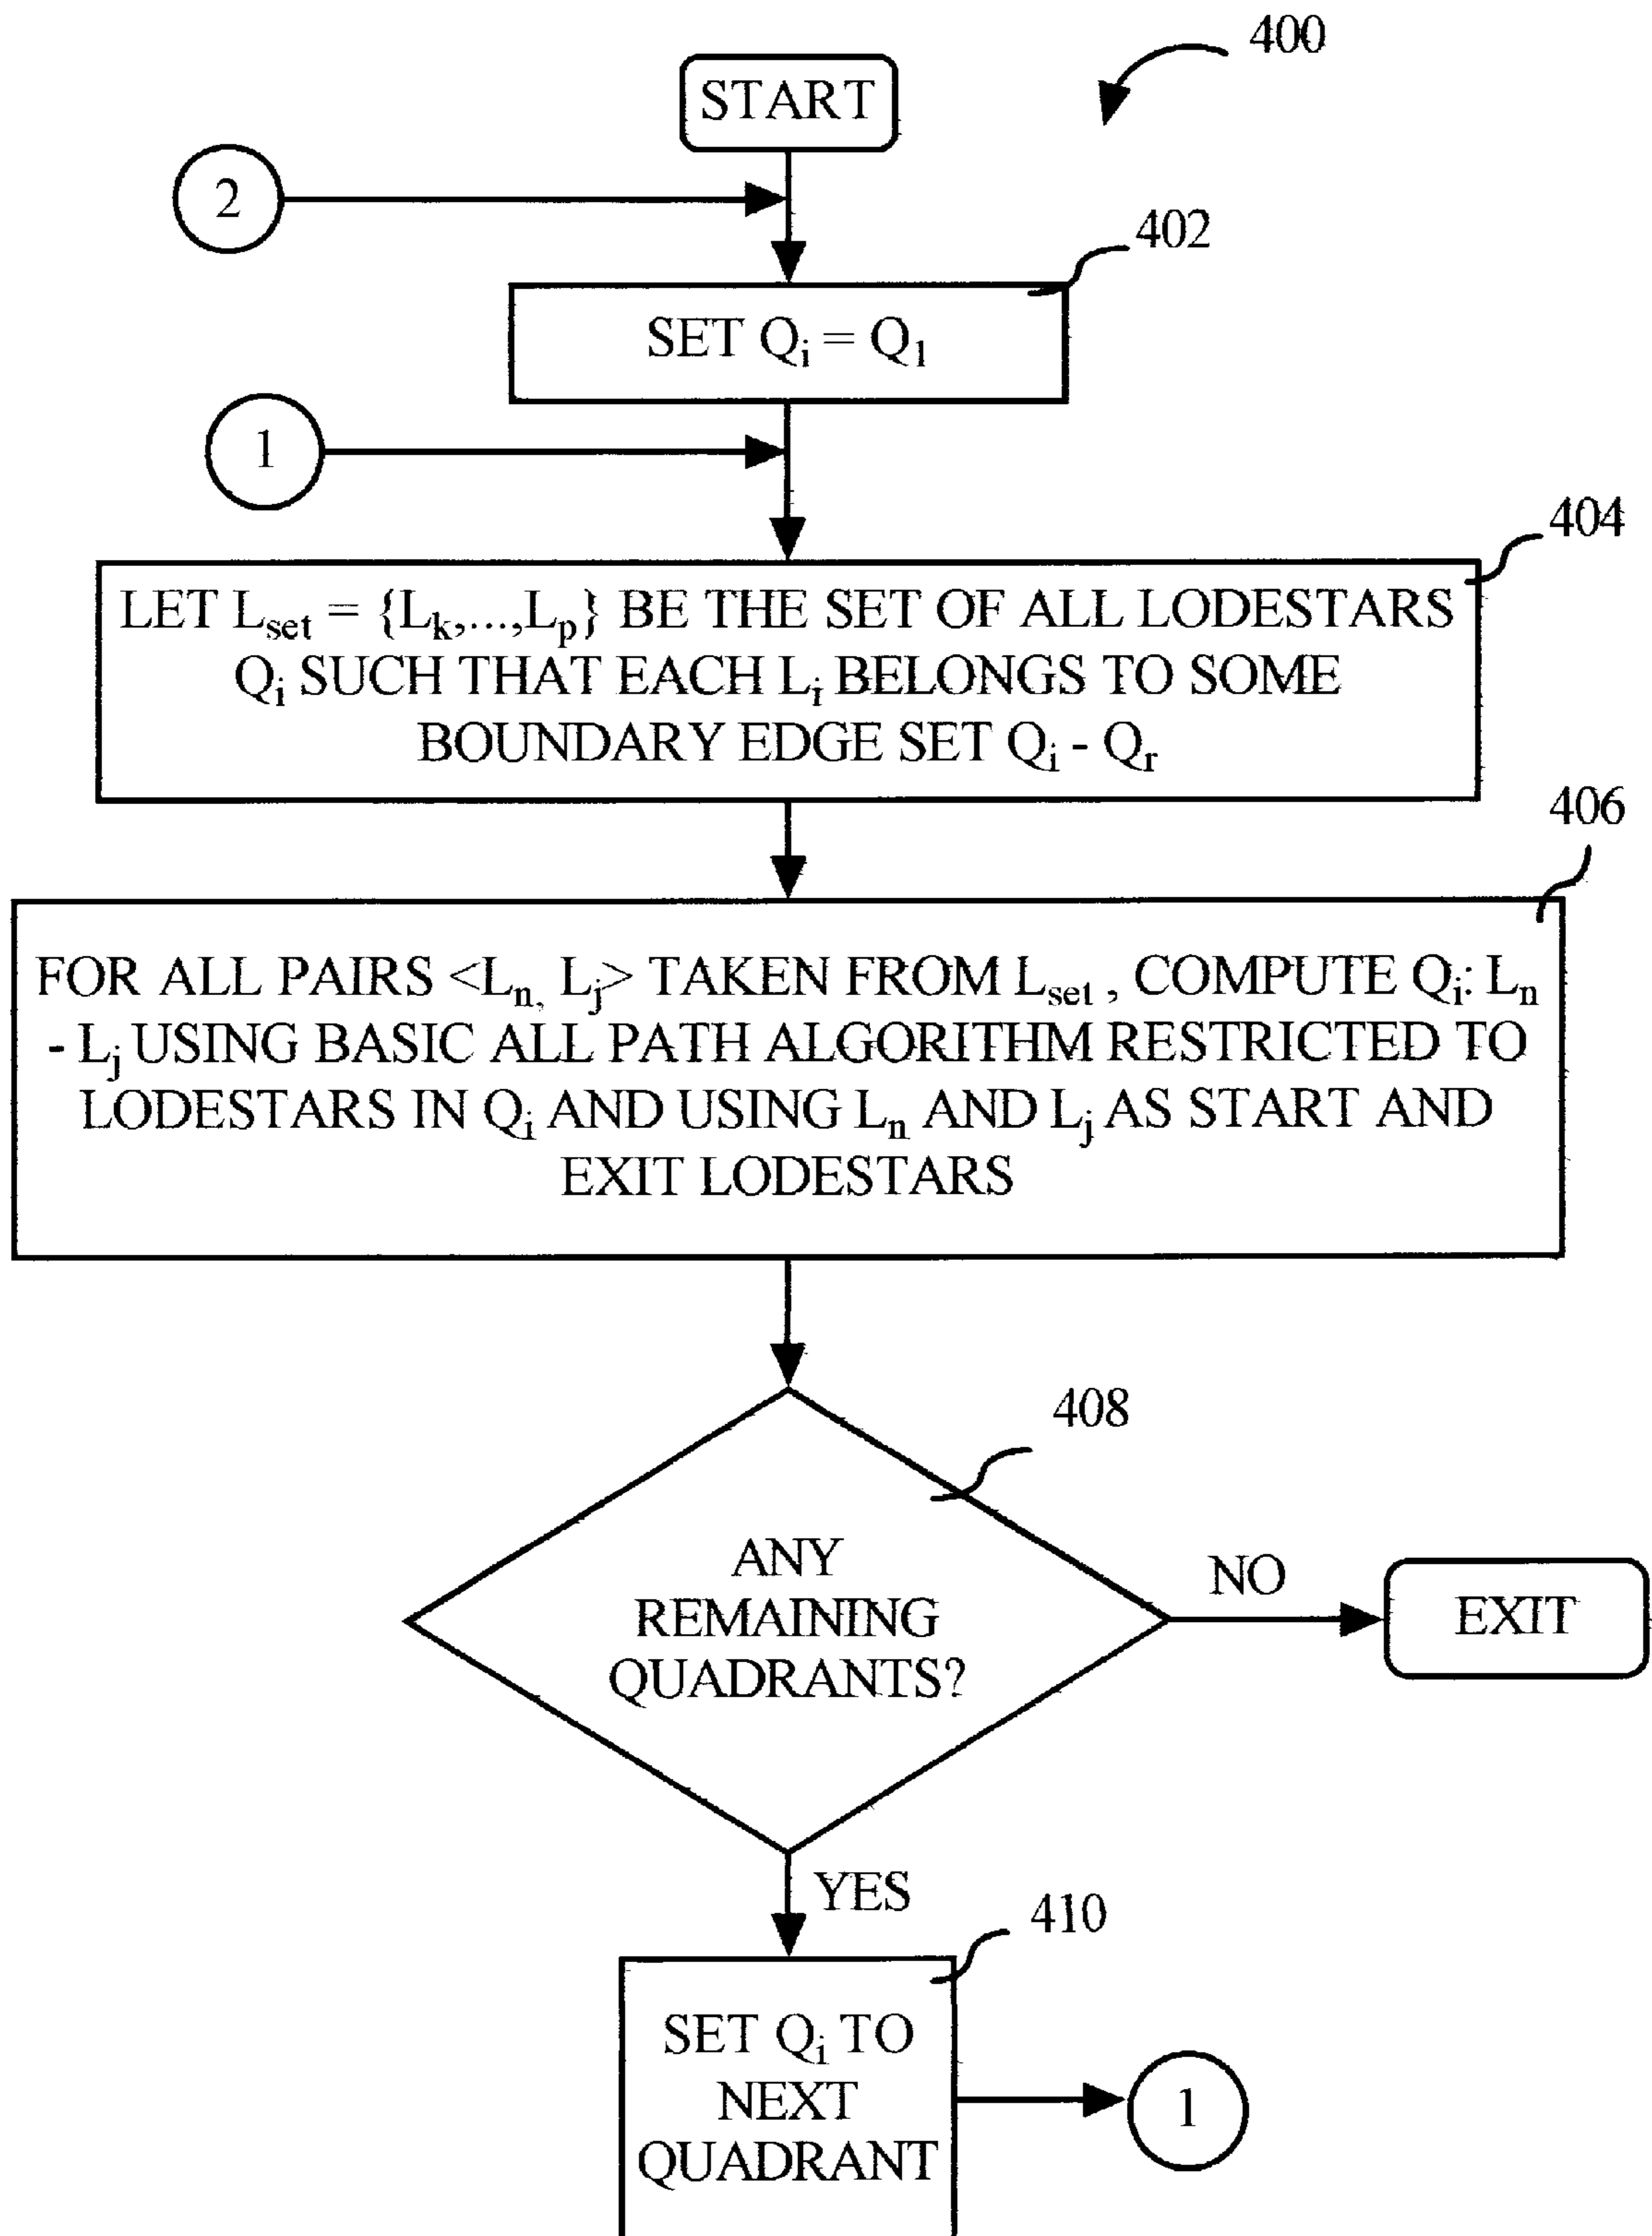 400
START
2
402
SET Qi = Q1
1
404
LET Lset = {Lk,...,Lp} BE THE SET OF ALL LODESTARS
Qi SUCH THAT EACH Li BELONGS TO SOME
BOUNDARY EDGE SET Qi - Qr
406
FOR ALL PAIRS <Ln, Lj> TAKEN FROM Lset , COMPUTE Qi: Ln
- Lj USING BASIC ALL PATH ALGORITHM RESTRICTED TO
LODESTARS IN Qi AND USING Ln AND Lj AS START AND
EXIT LODESTARS
408
ANY
REMAINING
QUADRANTS?
NO
EXIT
YES
410
SET Qi TO
NEXT
QUADRANT
1